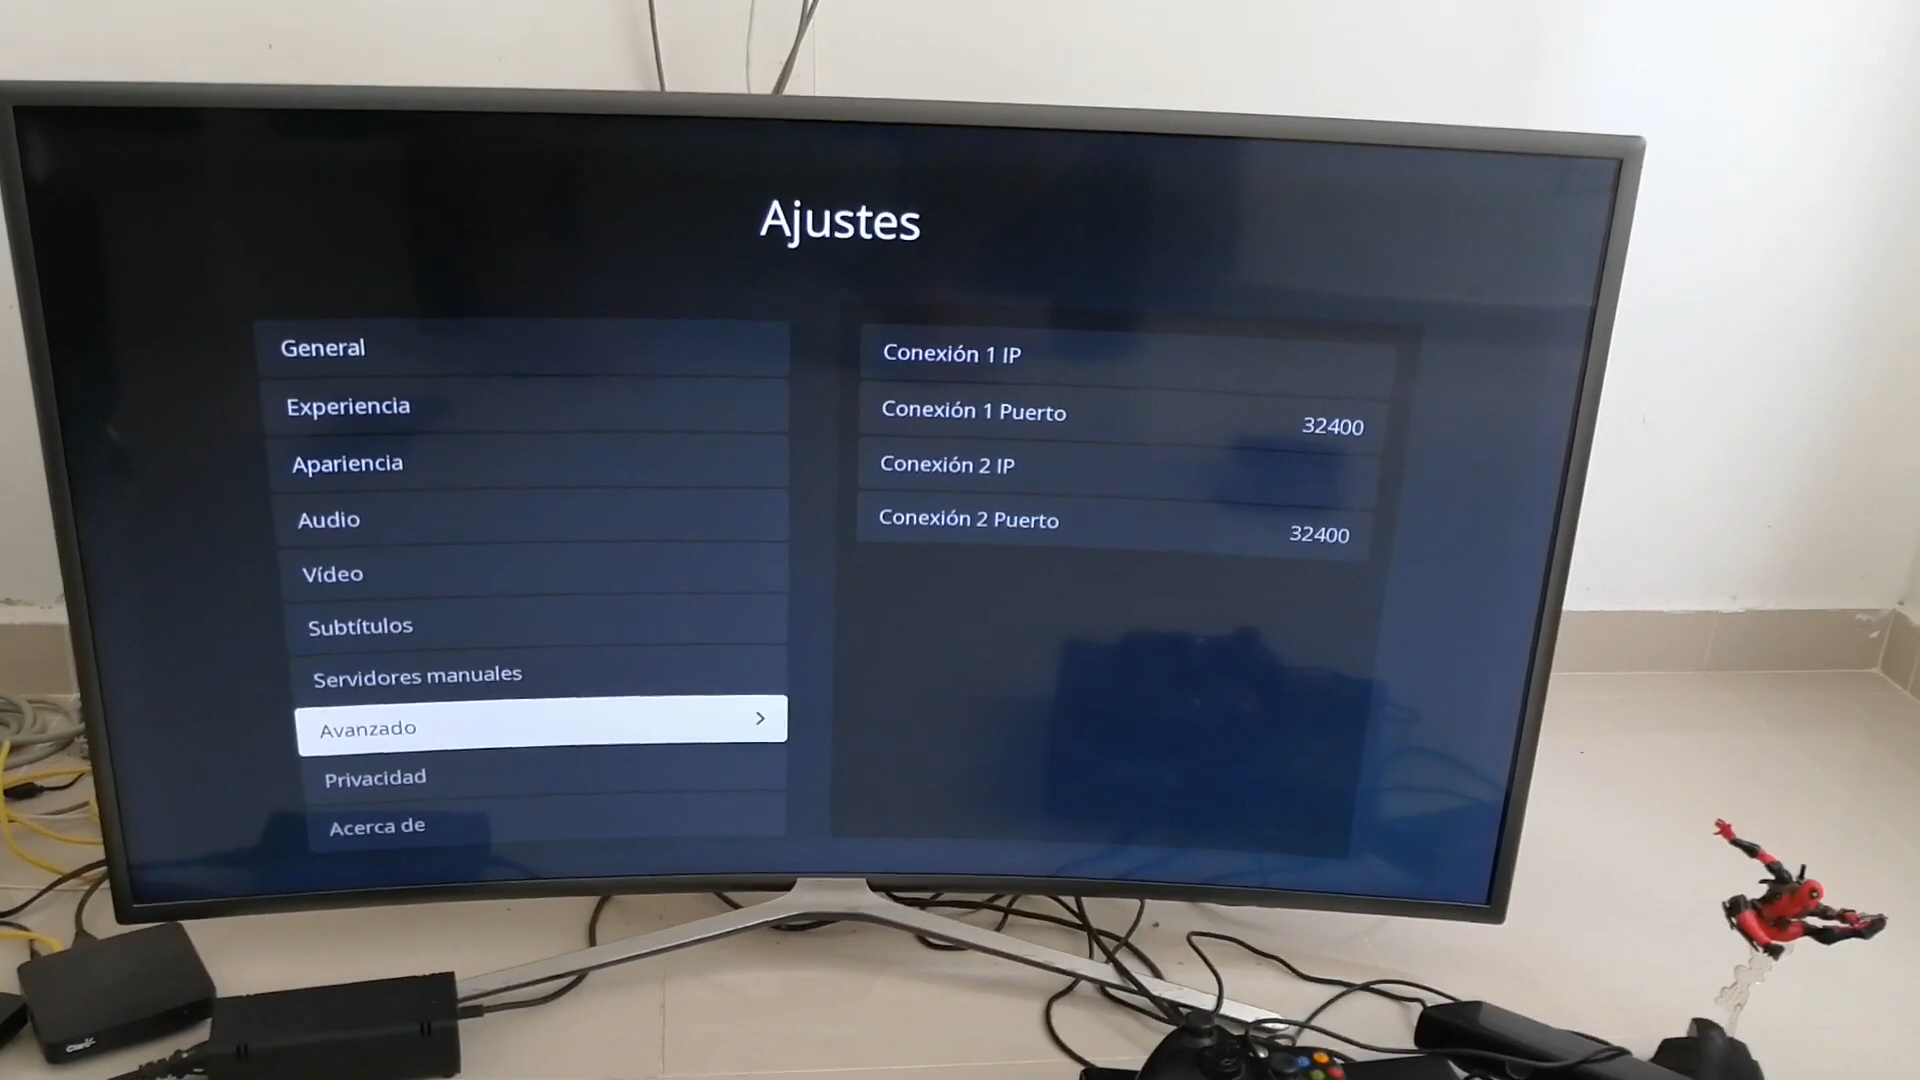 Ajustes
General
Experiencia
Apariencia
Audio
Vídeo
Subtítulos
Servidores manuales
Avanzado
Privacidad
Acerca de
Conexión 1 IP
Conexión 1 Puerto 32400
Conexión 2 IP
Conexión 2 Puerto 32400
Claro